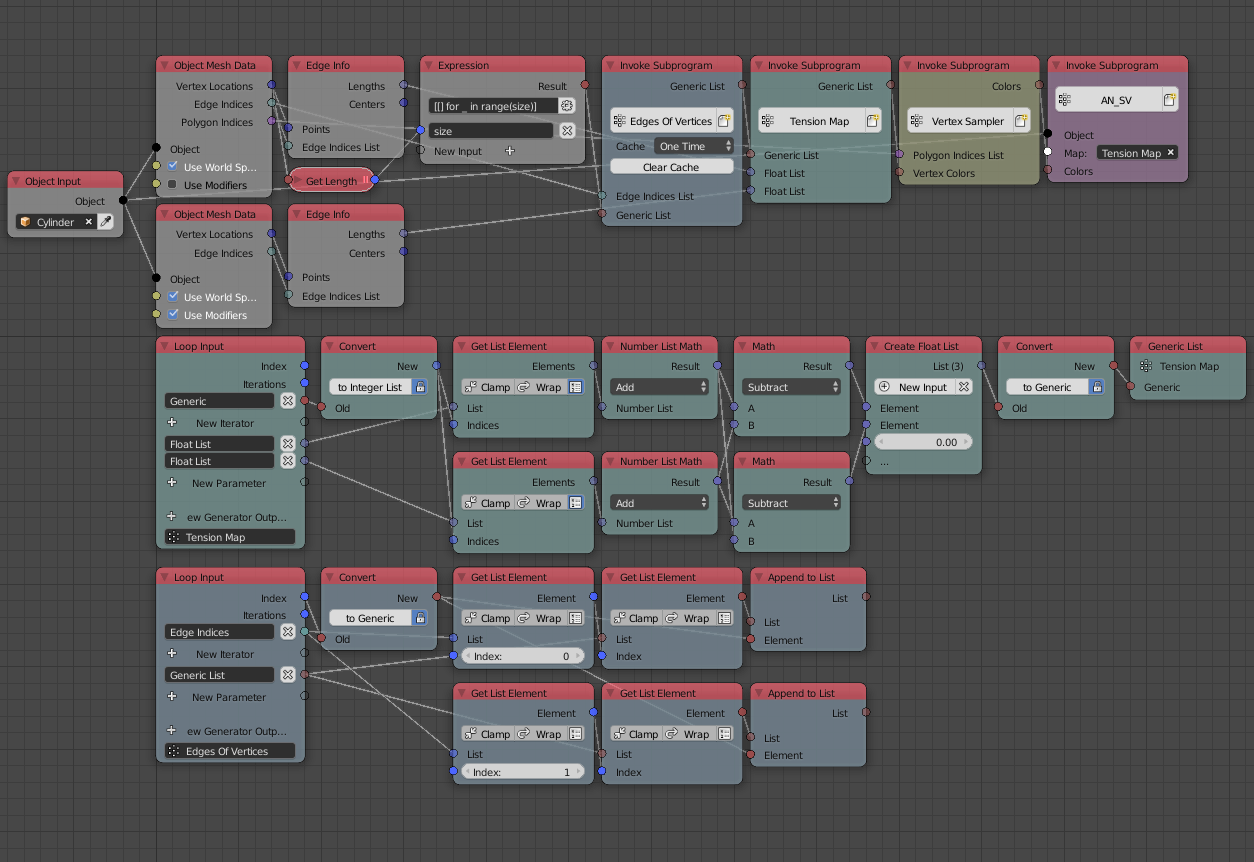 Object Input
Object
Cylinder
Object Mesh Data
Vertex Locations
Edge Indices
Polygon Indices
Object
Use World Sp...
Use Modifiers
Edge Info
Lengths
Centers
Points
Edge Indices List
Get Length
Expression
Result
[[] for _ in range(size)]
size
New Input
Invoke Subprogram
Generic List
Edges Of Vertices
Cache One Time
Clear Cache
Edge Indices List
Generic List
Invoke Subprogram
Generic List
Tension Map
Generic List
Float List
Float List
Invoke Subprogram
Colors
Vertex Sampler
Polygon Indices List
Vertex Colors
Invoke Subprogram
AN_SV
Object
Map: Tension Map
Colors
Object Mesh Data
Vertex Locations
Edge Indices
Object
Use World Sp...
Use Modifiers
Edge Info
Lengths
Centers
Points
Edge Indices List
Loop Input
Index
Iterations
Generic
New Iterator
Float List
Float List
New Parameter
ew Generator Outp...
Tension Map
Convert
New
to Integer List
Old
Get List Element
Elements
Clamp Wrap
List
Indices
Number List Math
Result
Add
Number List
Math
Result
Subtract
A
B
Create Float List
List (3)
New Input
Element
Element
0.00
...
Convert
New
to Generic
Old
Generic List
Tension Map
Generic
Get List Element
Elements
Clamp Wrap
List
Indices
Number List Math
Result
Add
Number List
Math
Result
Subtract
A
B
Loop Input
Index
Iterations
Edge Indices
New Iterator
Generic List
New Parameter
ew Generator Outp...
Edges Of Vertices
Convert
New
to Generic
Old
Get List Element
Element
Clamp Wrap
List
Index: 0
Get List Element
Element
Clamp Wrap
List
Index
Append to List
List
List
Element
Get List Element
Element
Clamp Wrap
List
Index: 1
Get List Element
Element
Clamp Wrap
List
Index
Append to List
List
List
Element